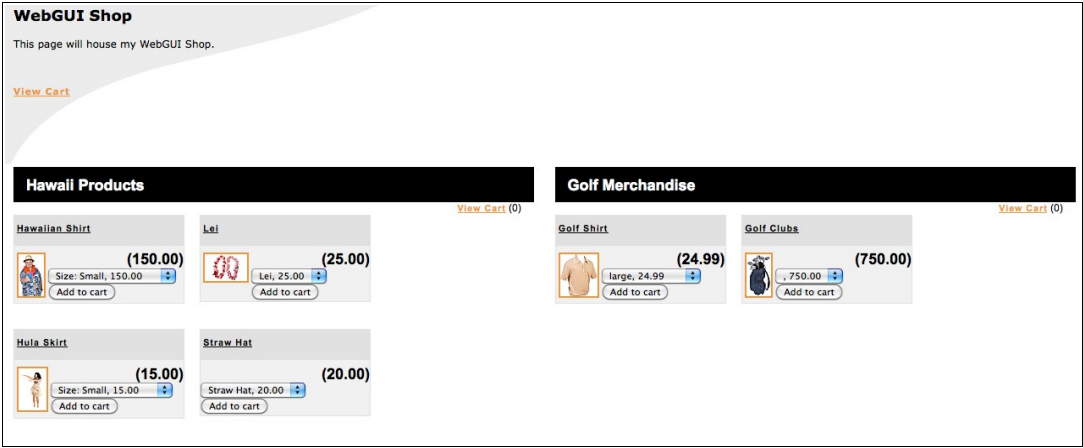 WebGUI Shop
This page will house my WebGUI Shop.
View Cart
Hawaii Products
View Cart (0)
Hawaiian Shirt
(150.00)
Size: Small, 150.00
Add to cart
Lei
(25.00)
Lei, 25.00
Add to cart
Hula Skirt
(15.00)
Size: Small, 15.00
Add to cart
Straw Hat
(20.00)
Straw Hat, 20.00
Add to cart
Golf Merchandise
View Cart (0)
Golf Shirt
(24.99)
large, 24.99
Add to cart
Golf Clubs
(750.00)
, 750.00
Add to cart